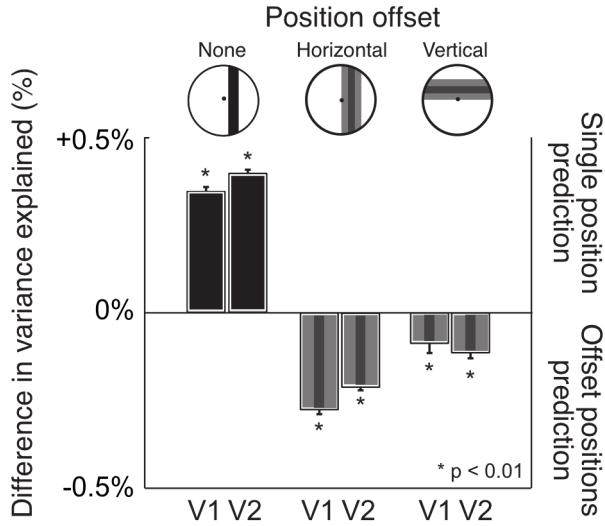 Position offset
None Horizontal Vertical
Difference in variance explained (%)
+0.5%
0%
-0.5%
* *
* *
* *
* p < 0.01
V1 V2 V1 V2 V1 V2
Single position
prediction
Offset positions
prediction